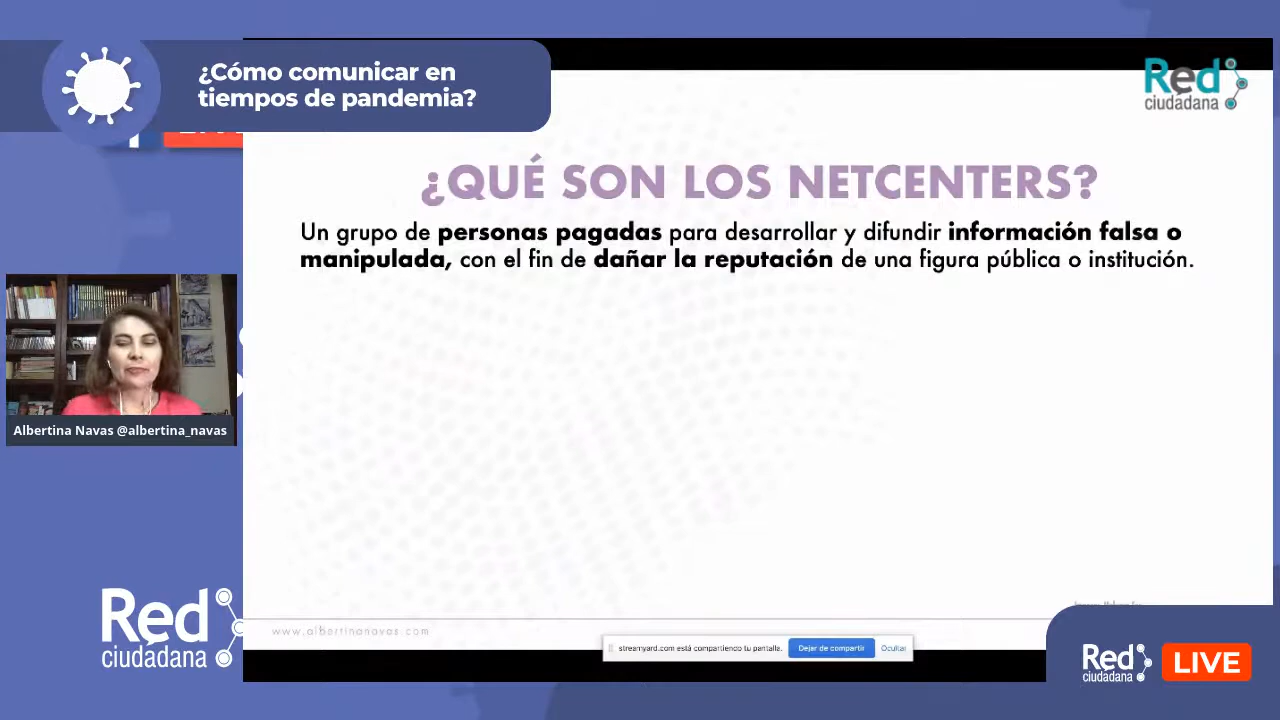 ¿Cómo comunicar en
tiempos de pandemia?
Red
ciudadana
¿QUÉ SON LOS NETCENTERS?
Un grupo de personas pagadas para desarrollar y difundir información falsa o
manipulada, con el fin de dañar la reputación de una figura pública o institución.
Albertina Navas @albertina_navas
Red
ciudadana
www.albertinanavas.com
streamyard.com está compartiendo tu pantalla.
Dejar de compartir
Ocultar
Red
ciudadana
LIVE